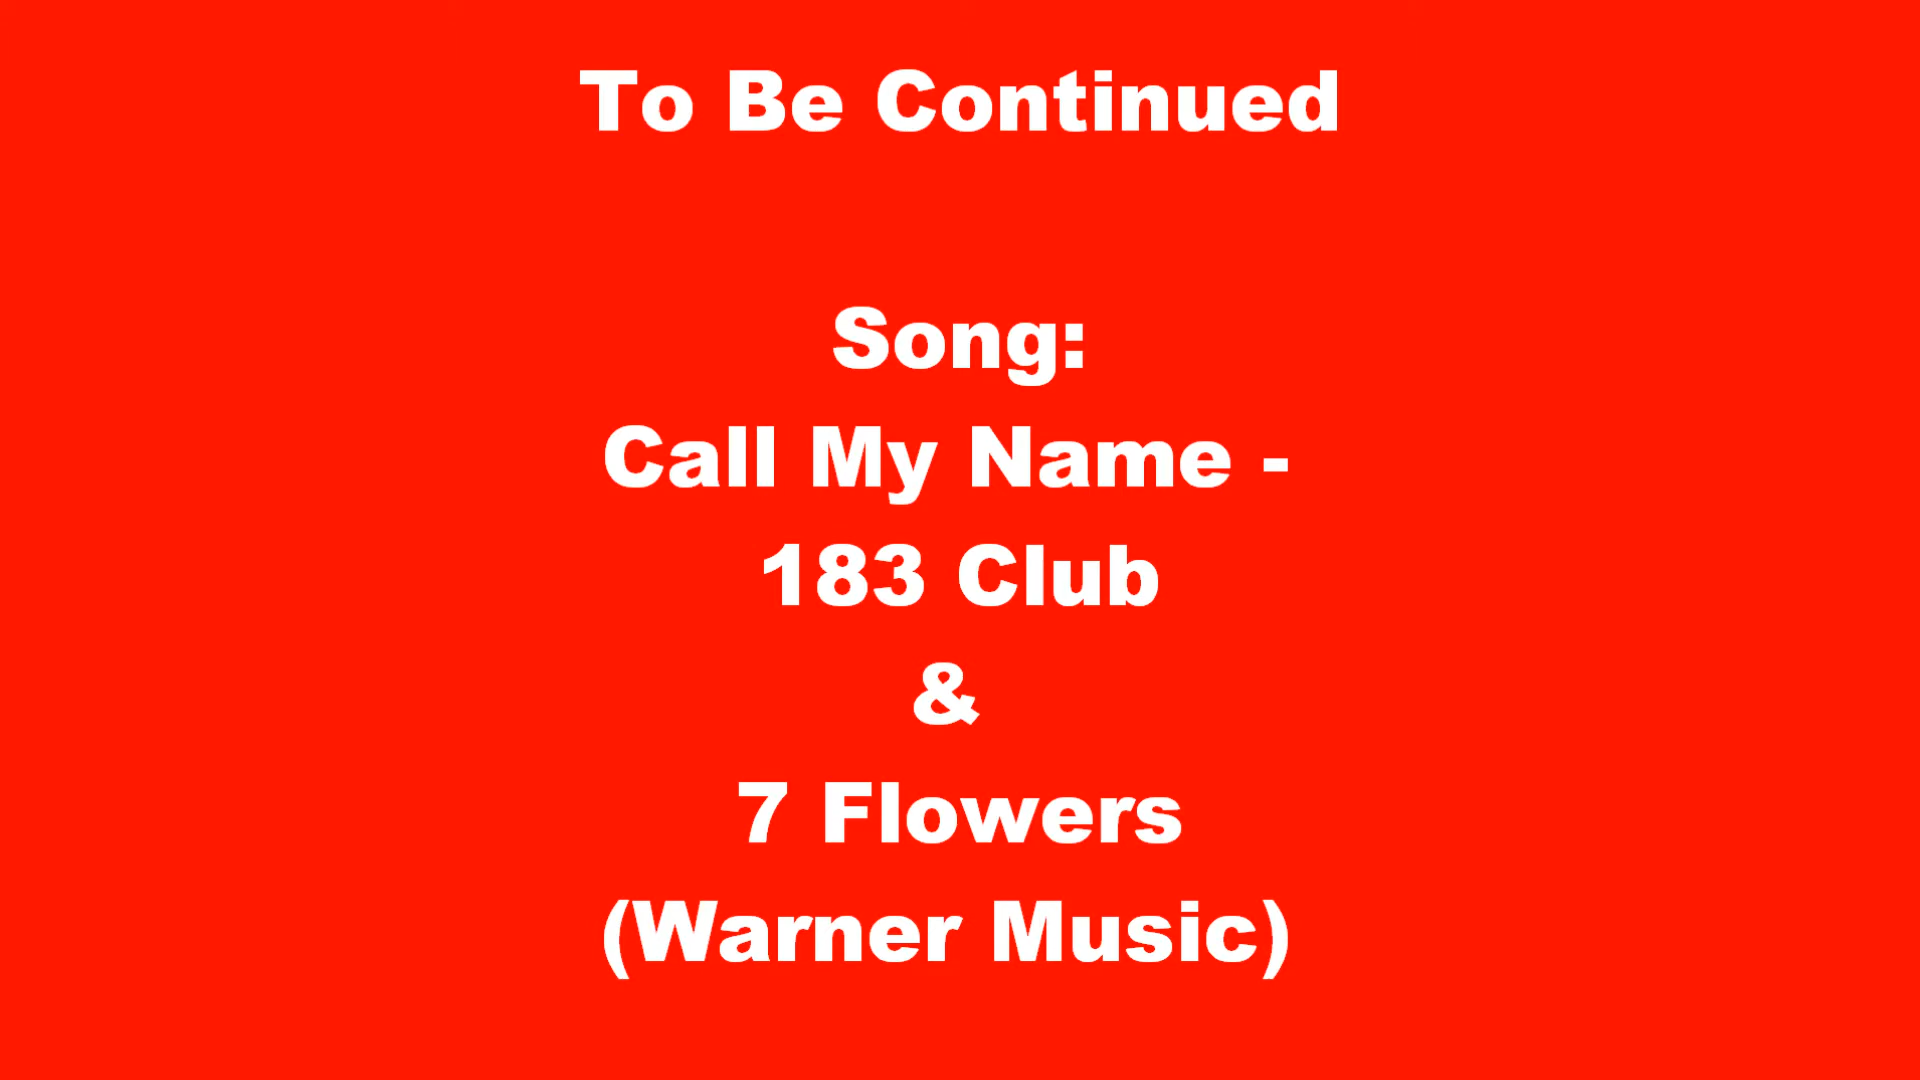 To Be Continued
Song:
Call My Name -
183 Club
&
7 Flowers
(Warner Music)